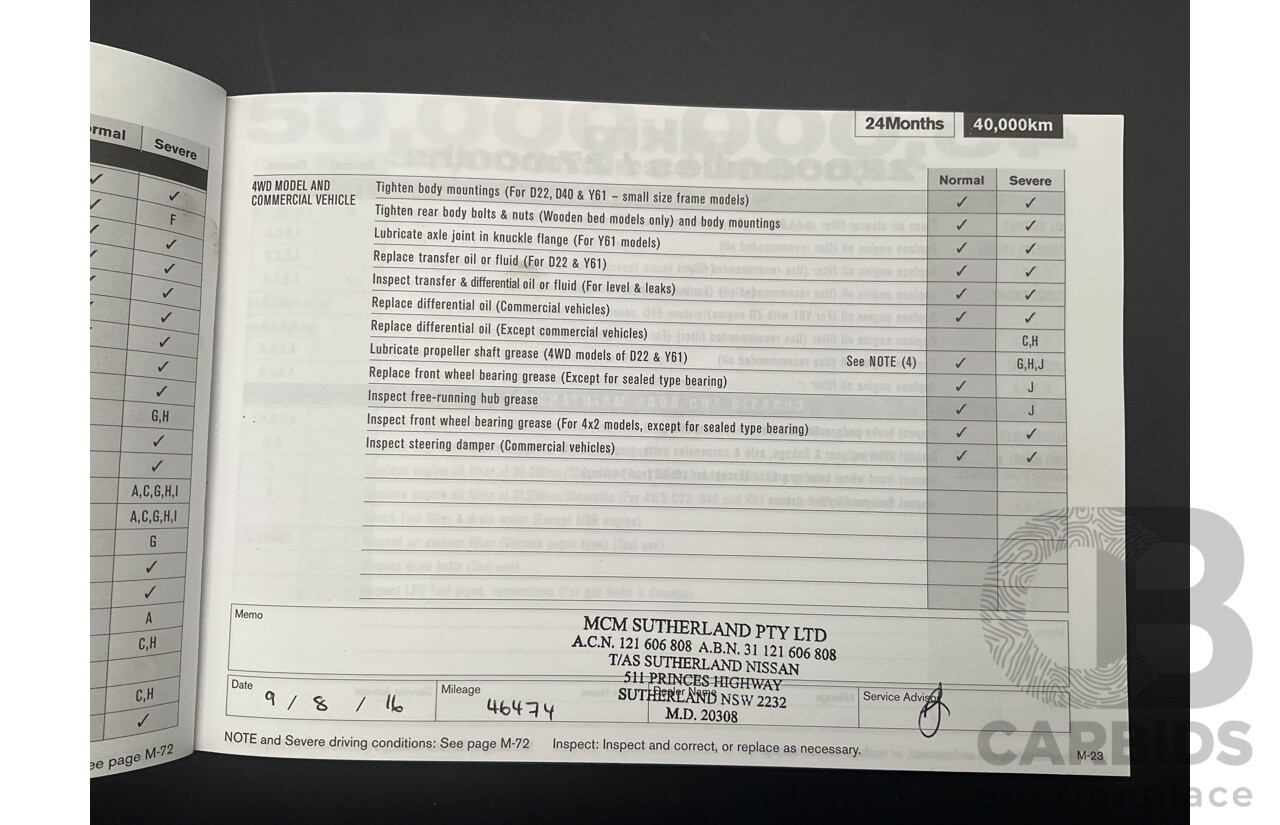 ormal Severe
✓ ✓
✓ F
✓ ✓
✓ ✓
✓ ✓
✓ ✓
✓
✓
✓
G,H
✓
✓
A,C,G,H,I
A,C,G,H,I
G
✓
✓
A
C,H
C,H
✓
ee page M-72
24Months 40,000km
Normal Severe
4WD MODEL AND
COMMERCIAL VEHICLE
Tighten body mountings (For D22, D40 & Y61 – small size frame models) ✓ ✓
Tighten rear body bolts & nuts (Wooden bed models only) and body mountings ✓ ✓
Lubricate axle joint in knuckle flange (For Y61 models) ✓ ✓
Replace transfer oil or fluid (For D22 & Y61) ✓ ✓
Inspect transfer & differential oil or fluid (For level & leaks) ✓ ✓
Replace differential oil (Commercial vehicles) ✓ ✓
Replace differential oil (Except commercial vehicles) C,H
Lubricate propeller shaft grease (4WD models of D22 & Y61) See NOTE (4) ✓ G,H,J
Replace front wheel bearing grease (Except for sealed type bearing) ✓ J
Inspect free-running hub grease ✓ J
Inspect front wheel bearing grease (For 4x2 models, except for sealed type bearing) ✓ ✓
Inspect steering damper (Commercial vehicles) ✓ ✓
Memo
MCM SUTHERLAND PTY LTD
A.C.N. 121 606 808 A.B.N. 31 121 606 808
T/AS SUTHERLAND NISSAN
511 PRINCES HIGHWAY
SUTHERLAND NSW 2232
M.D. 20308
Date 9 / 8 / 16
Mileage 46474
Dealer Name
Service Advisor
NOTE and Severe driving conditions: See page M-72 Inspect: Inspect and correct, or replace as necessary.
M-23
CARBIDS
auctionplace